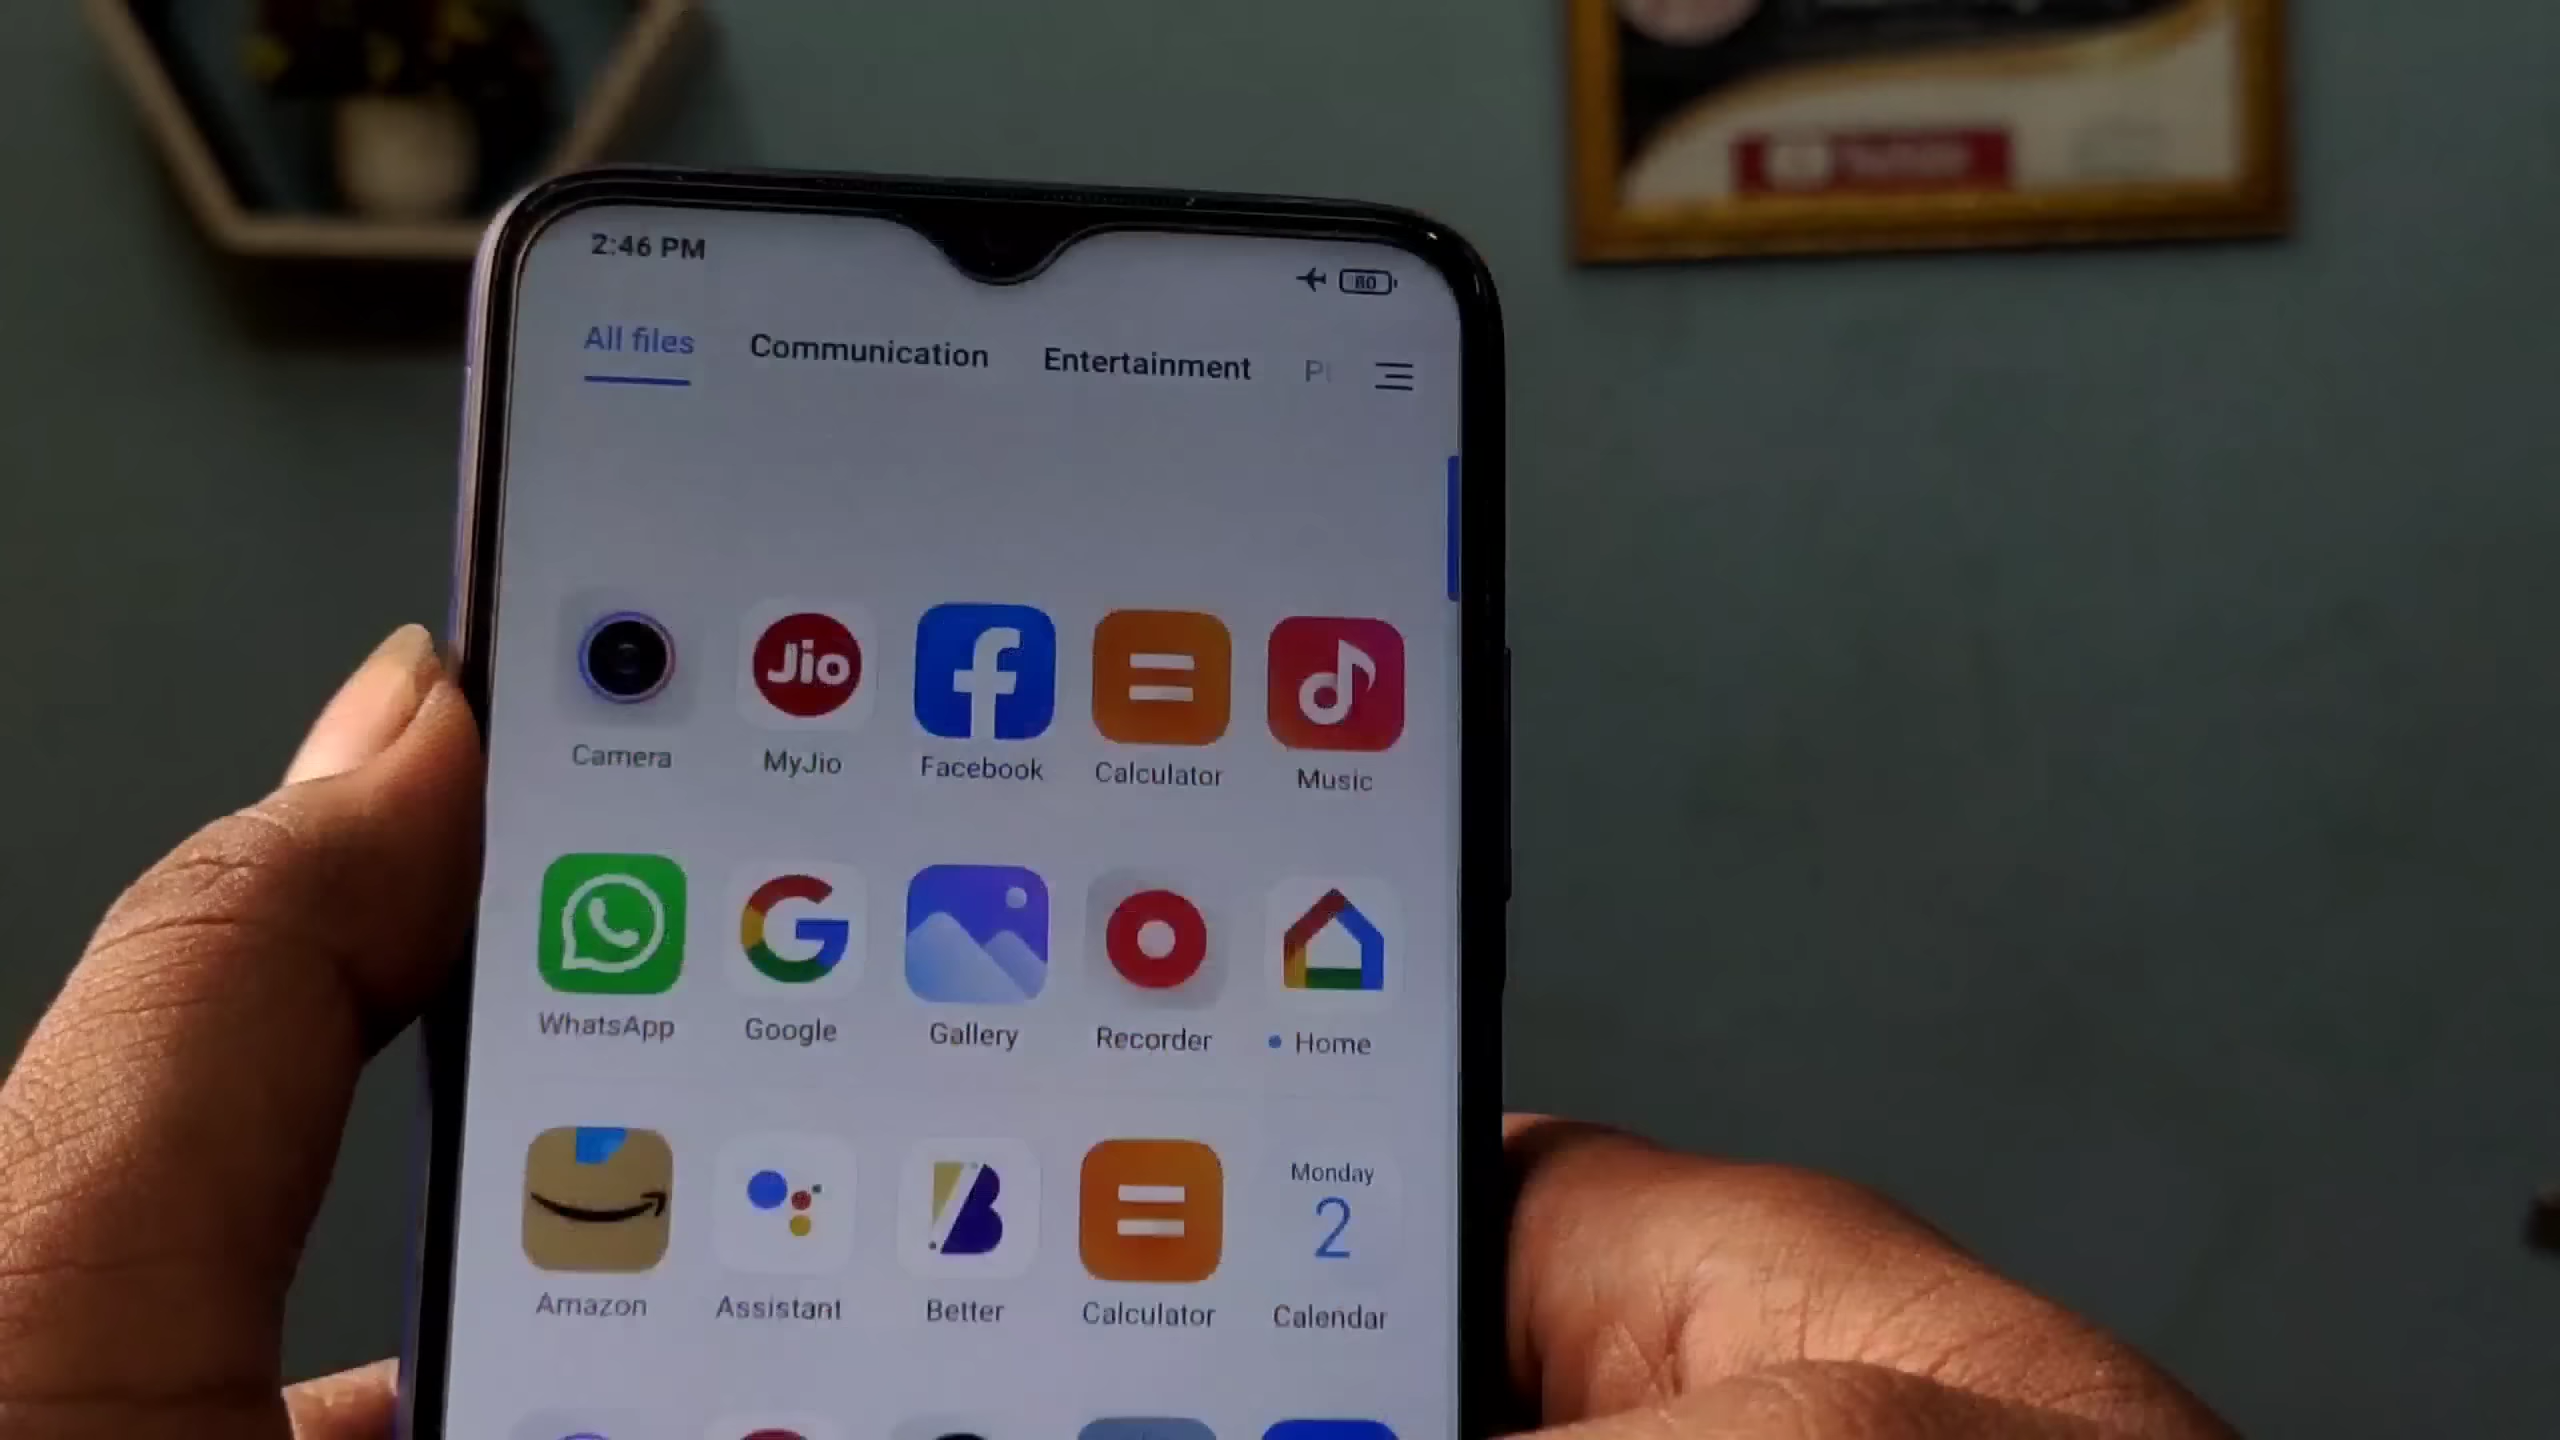 2:46 PM
80
All files Communication Entertainment
Jio
Camera MyJio Facebook Calculator Music
WhatsApp Google Gallery Recorder Home
Monday
2
Amazon Assistant Better Calculator Calendar